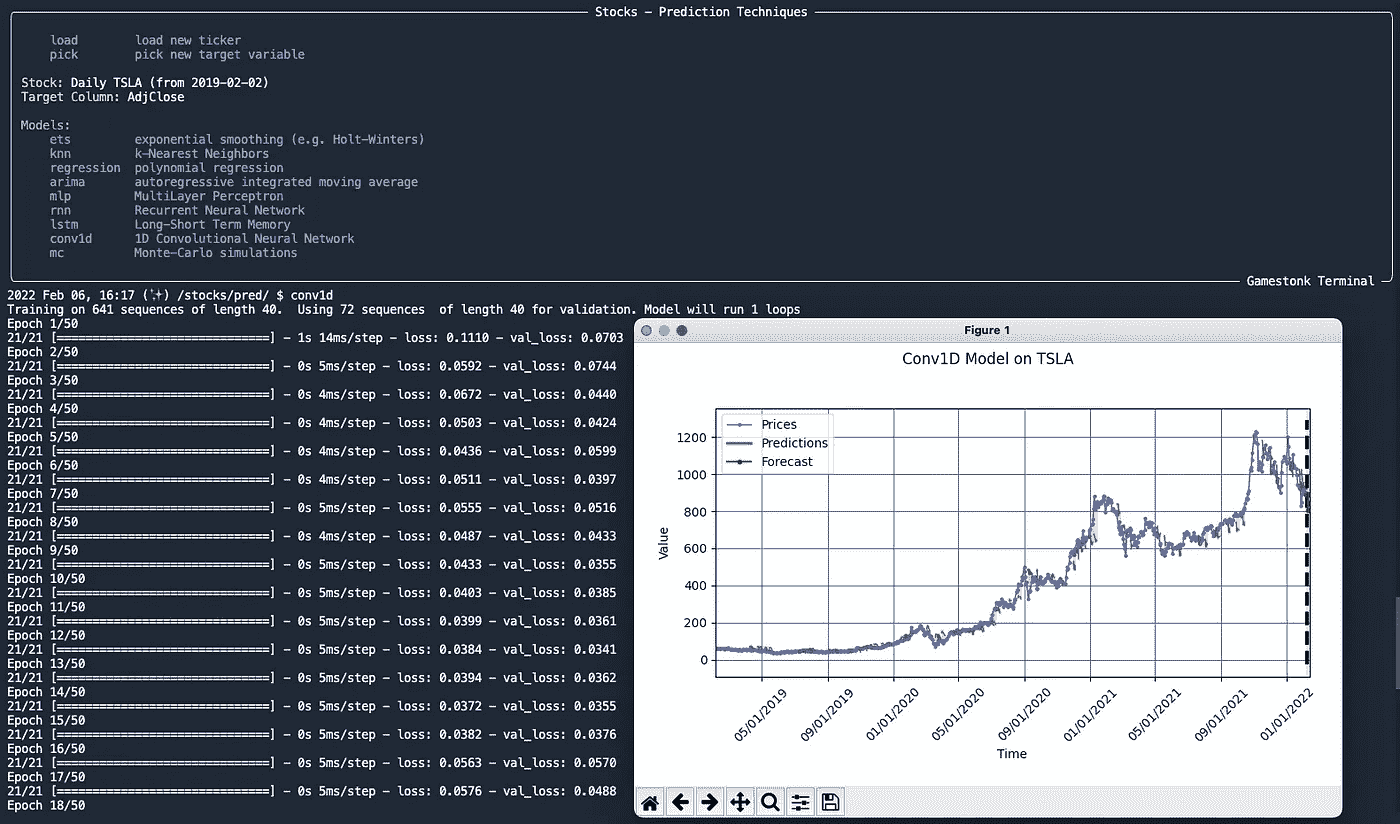 Stocks - Prediction Techniques
load load new ticker
pick pick new target variable
Stock: Daily TSLA (from 2019-02-02)
Target Column: AdjClose
Models:
ets exponential smoothing (e.g. Holt-Winters)
knn k-Nearest Neighbors
regression polynomial regression
arima autoregressive integrated moving average
mlp MultiLayer Perceptron
rnn Recurrent Neural Network
lstm Long-Short Term Memory
conv1d 1D Convolutional Neural Network
mc Monte-Carlo simulations
Gamestonk Terminal
2022 Feb 06, 16:17 (✨) /stocks/pred/ $ conv1d
Training on 641 sequences of length 40.  Using 72 sequences  of length 40 for validation. Model will run 1 loops
Epoch 1/50
21/21 [==============================] - 1s 14ms/step - loss: 0.1110 - val_loss: 0.0703
Epoch 2/50
21/21 [==============================] - 0s 5ms/step - loss: 0.0592 - val_loss: 0.0744
Epoch 3/50
21/21 [==============================] - 0s 4ms/step - loss: 0.0672 - val_loss: 0.0440
Epoch 4/50
21/21 [==============================] - 0s 4ms/step - loss: 0.0503 - val_loss: 0.0424
Epoch 5/50
21/21 [==============================] - 0s 4ms/step - loss: 0.0436 - val_loss: 0.0599
Epoch 6/50
21/21 [==============================] - 0s 4ms/step - loss: 0.0511 - val_loss: 0.0397
Epoch 7/50
21/21 [==============================] - 0s 5ms/step - loss: 0.0555 - val_loss: 0.0516
Epoch 8/50
21/21 [==============================] - 0s 4ms/step - loss: 0.0487 - val_loss: 0.0433
Epoch 9/50
21/21 [==============================] - 0s 5ms/step - loss: 0.0433 - val_loss: 0.0355
Epoch 10/50
21/21 [==============================] - 0s 5ms/step - loss: 0.0403 - val_loss: 0.0385
Epoch 11/50
21/21 [==============================] - 0s 5ms/step - loss: 0.0399 - val_loss: 0.0361
Epoch 12/50
21/21 [==============================] - 0s 5ms/step - loss: 0.0384 - val_loss: 0.0341
Epoch 13/50
21/21 [==============================] - 0s 5ms/step - loss: 0.0394 - val_loss: 0.0362
Epoch 14/50
21/21 [==============================] - 0s 5ms/step - loss: 0.0372 - val_loss: 0.0355
Epoch 15/50
21/21 [==============================] - 0s 5ms/step - loss: 0.0382 - val_loss: 0.0376
Epoch 16/50
21/21 [==============================] - 0s 5ms/step - loss: 0.0563 - val_loss: 0.0570
Epoch 17/50
21/21 [==============================] - 0s 5ms/step - loss: 0.0576 - val_loss: 0.0488
Epoch 18/50
Figure 1
Conv1D Model on TSLA
Prices
Predictions
Forecast
1200
1000
800
600
400
200
0
Value
05/01/2019
09/01/2019
01/01/2020
05/01/2020
09/01/2020
01/01/2021
05/01/2021
09/01/2021
01/01/2022
Time